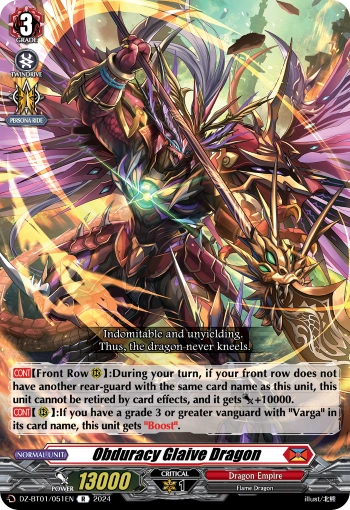 3
GRADE
TWINDRIVE
PERSONA RIDE
Indomitable and unyielding.
Thus, the dragon never kneels.
CONT【Front Row R】:During your turn, if your front row does not
have another rear-guard with the same card name as this unit, this
unit cannot be retired by card effects, and it gets +10000.
CONT【R】:If you have a grade 3 or greater vanguard with "Varga" in
its card name, this unit gets "Boost".
NORMAL UNIT
Obduracy Glaive Dragon
POWER 13000
CRITICAL
1
Dragon Empire
Flame Dragon
D DZ-BT01/051EN R 2024
illust/北熊